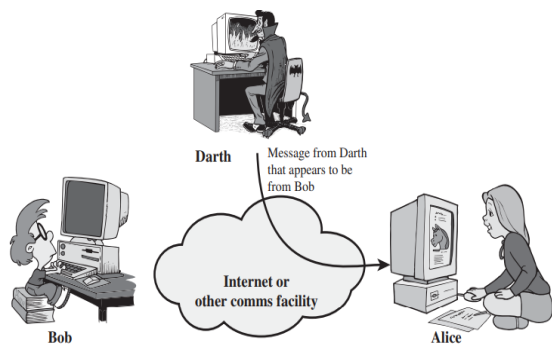 Darth
Message from Darth
that appears to be
from Bob
Internet or
other comms facility
Bob
Alice